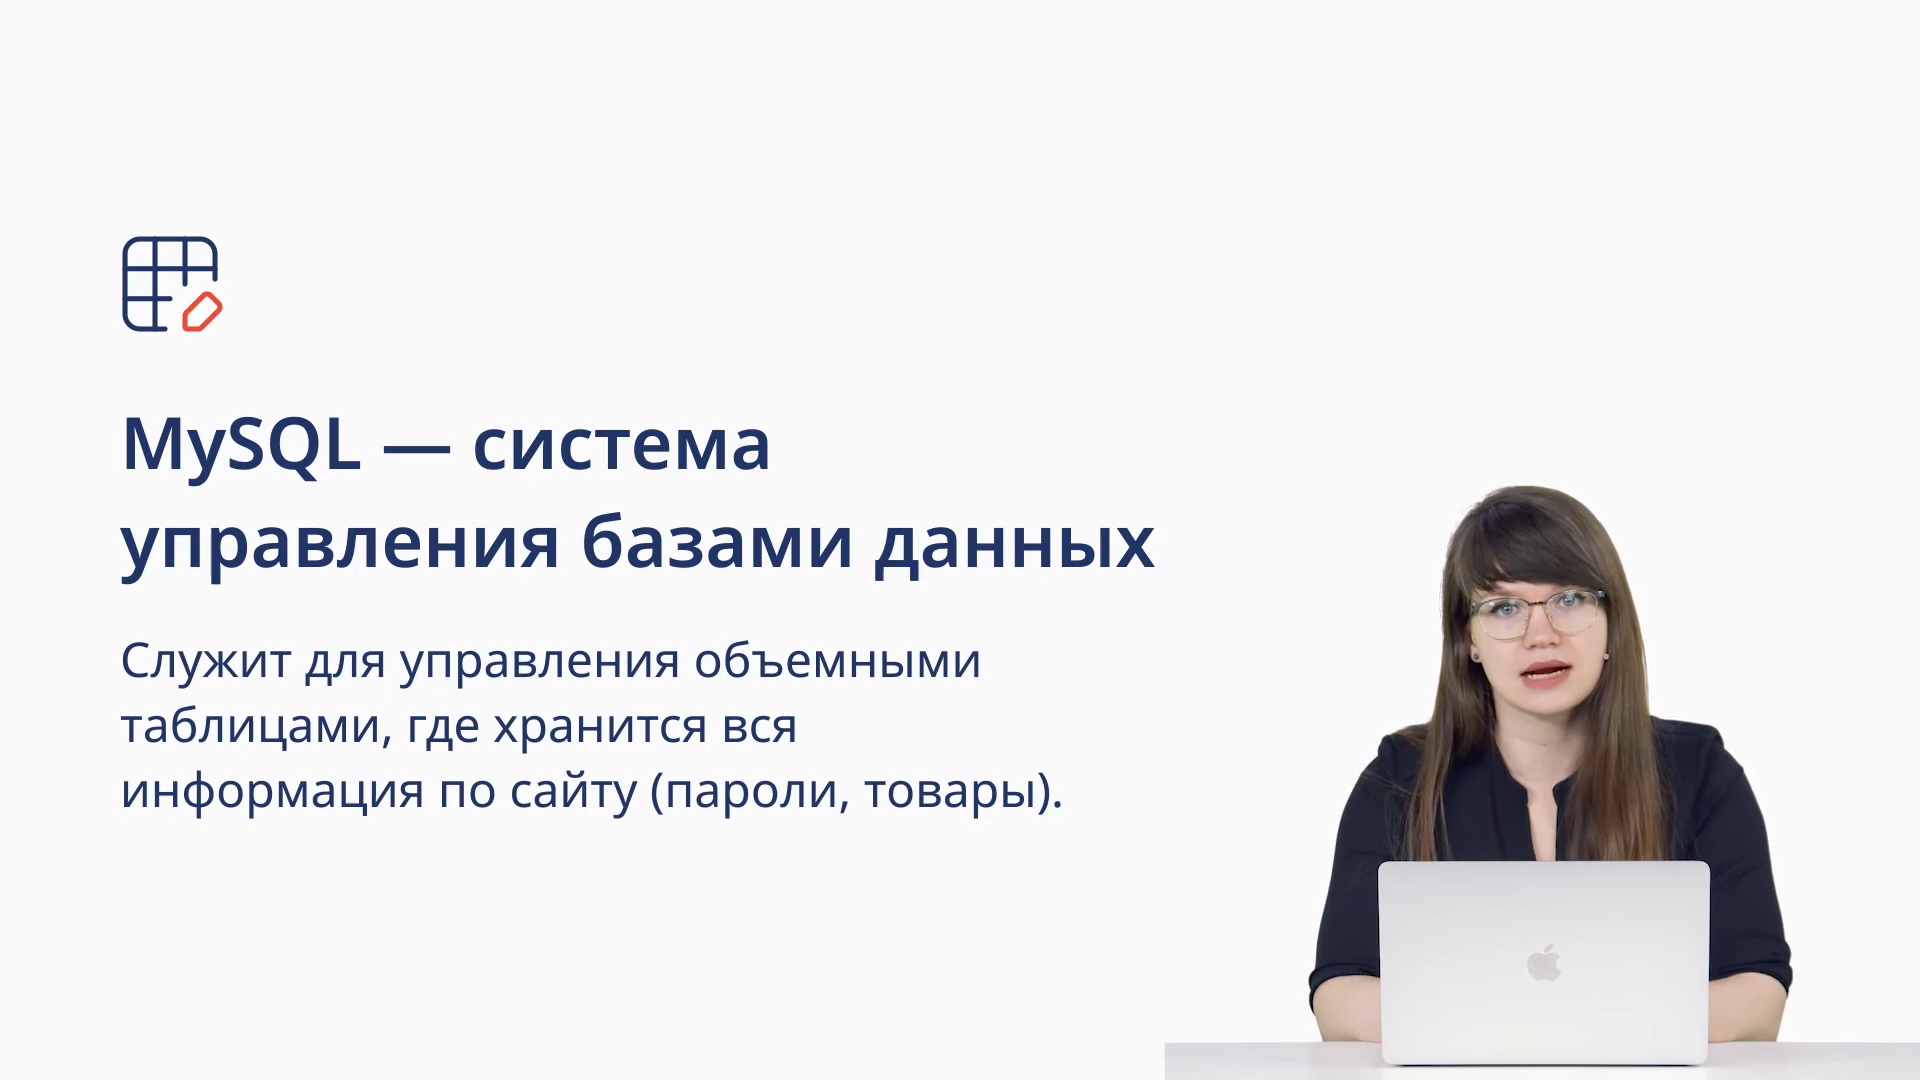 MySQL — система
управления базами данных
Служит для управления объемными
таблицами, где хранится вся
информация по сайту (пароли, товары).